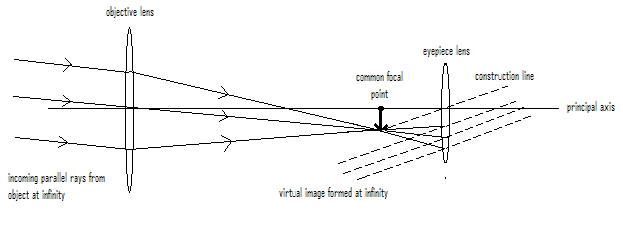 objective lens
eyepiece lens
common focal
point
construction line
principal axis
incoming parallel rays from
object at infinity
virtual image formed at infinity